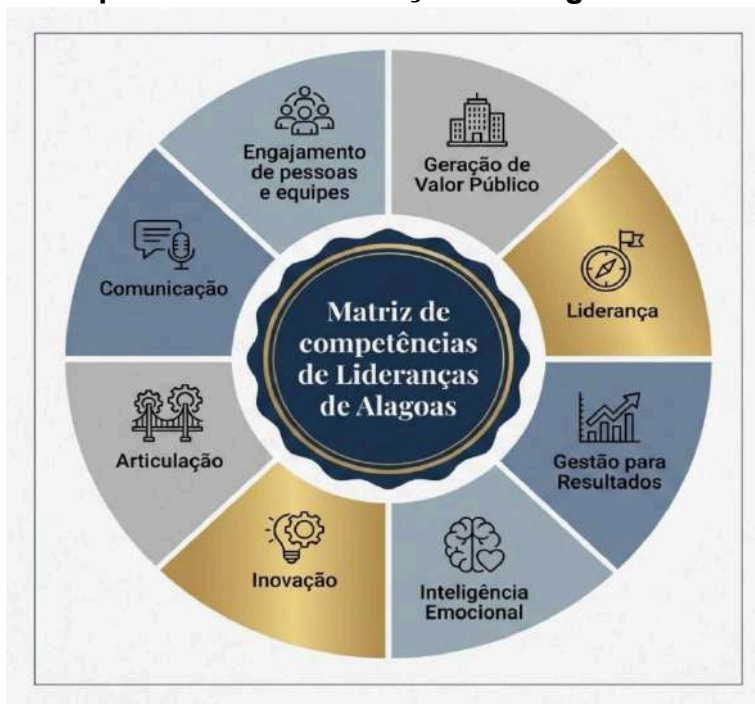 Matriz de
competências
de Lideranças
de Alagoas
Geração de
Valor Público
Liderança
Gestão para
Resultados
Inteligência
Emocional
Inovação
Articulação
Comunicação
Engajamento
de pessoas
e equipes